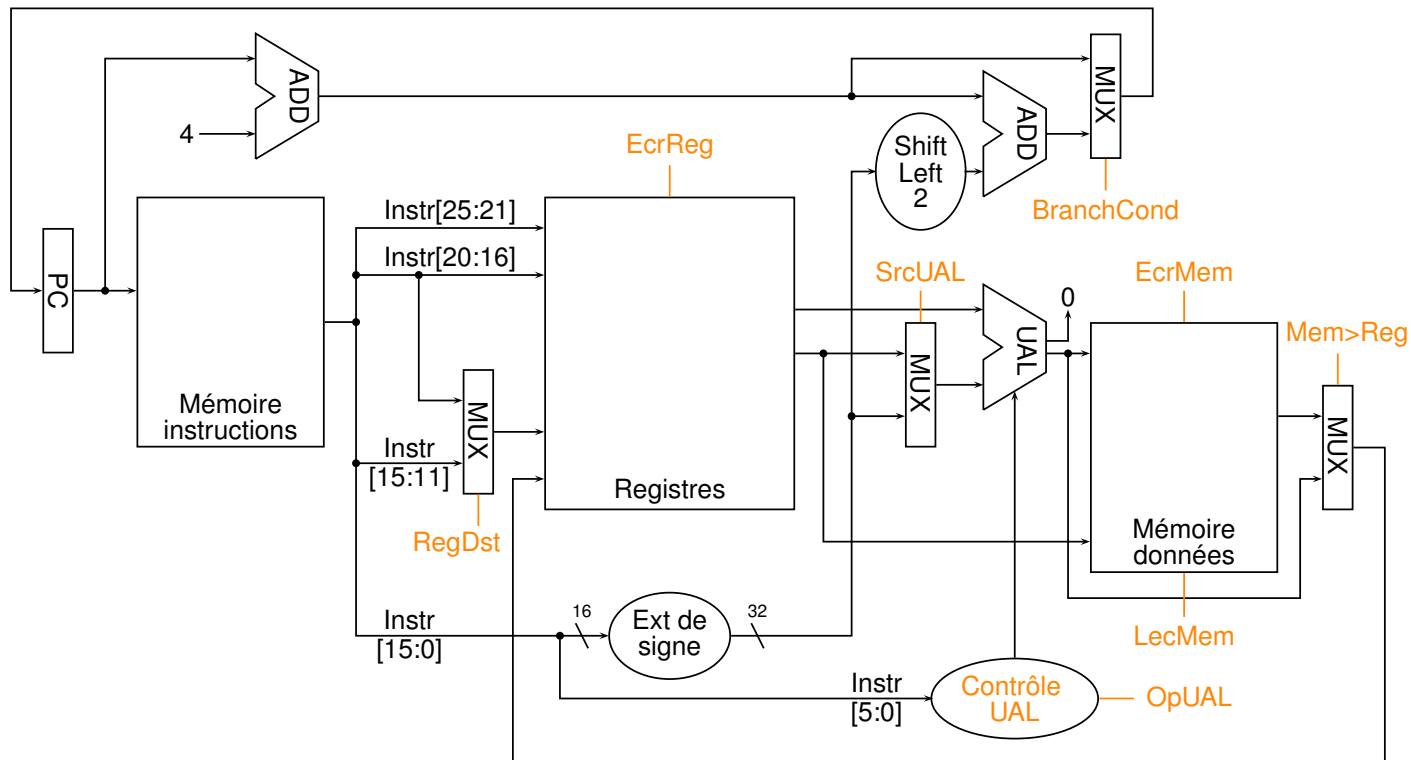 ADD
4
ADD
MUX
Shift
Left
2
BranchCond
EcrReg
Instr[25:21]
Instr[20:16]
PC
Mémoire
instructions
MUX
Instr
[15:11]
RegDst
Registres
SrcUAL
MUX
UAL
0
EcrMem
Mémoire
données
LecMem
Mem>Reg
MUX
Instr
[15:0]
16
Ext de
signe
32
Instr
[5:0]
Contrôle
UAL
OpUAL